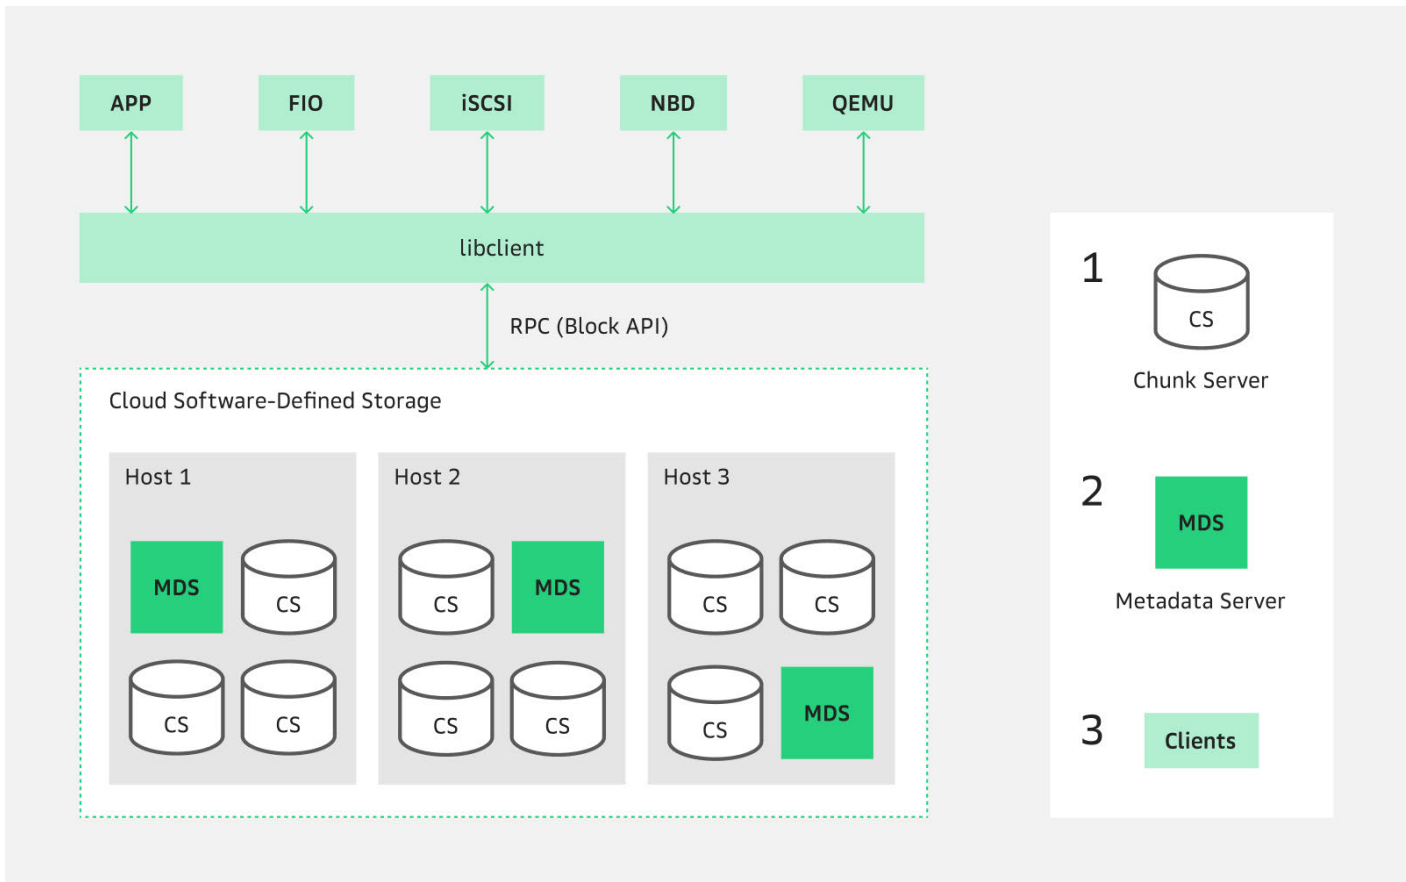 APP
FIO
iSCSI
NBD
QEMU
libclient
RPC (Block API)
Cloud Software-Defined Storage
Host 1
MDS
CS
CS
CS
Host 2
CS
MDS
CS
CS
Host 3
CS
CS
CS
MDS
1
CS
Chunk Server
2
MDS
Metadata Server
3
Clients